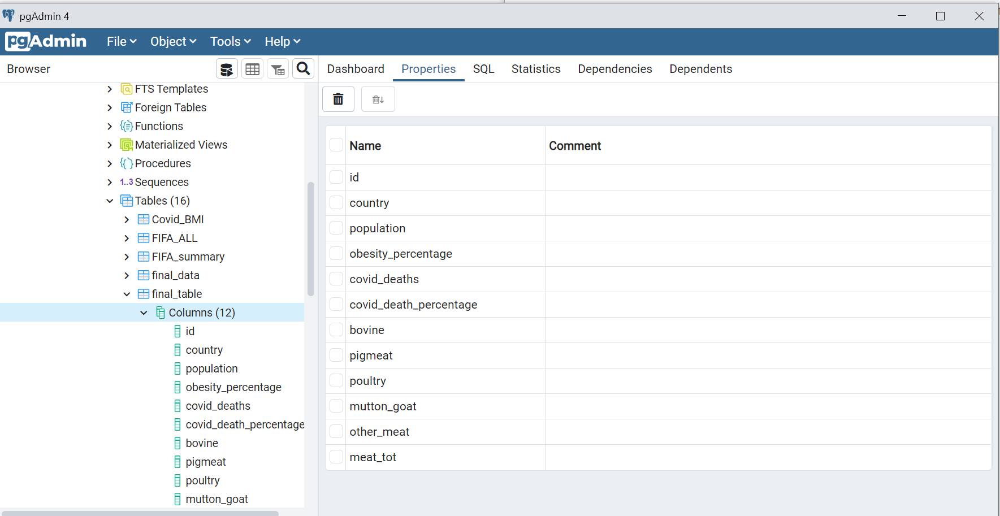 pgAdmin 4
pgAdmin File Object Tools Help
Browser
Dashboard Properties SQL Statistics Dependencies Dependents
FTS Templates
Foreign Tables
Functions
Materialized Views
Procedures
1..3 Sequences
Tables (16)
Covid_BMI
FIFA_ALL
FIFA_summary
final_data
final_table
Columns (12)
id
country
population
obesity_percentage
covid_deaths
covid_death_percentage
bovine
pigmeat
poultry
mutton_goat
Name Comment
id
country
population
obesity_percentage
covid_deaths
covid_death_percentage
bovine
pigmeat
poultry
mutton_goat
other_meat
meat_tot